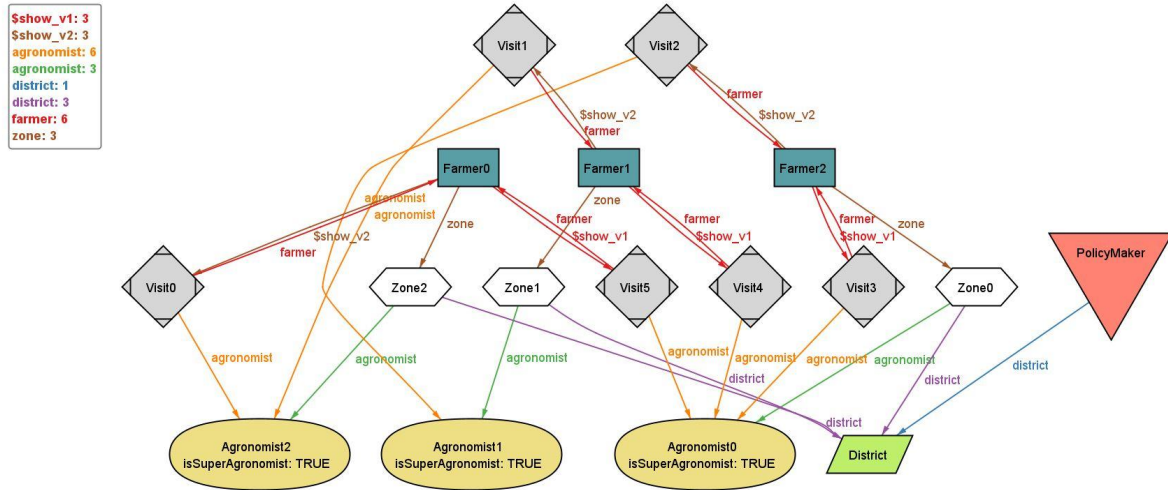 $show_v1: 3
$show_v2: 3
agronomist: 6
agronomist: 3
district: 1
district: 3
farmer: 6
zone: 3
Visit1
Visit2
farmer
$show_v2
$show_v2
farmer
Farmer0
Farmer1
Farmer2
agronomist
zone
agronomist
zone
farmer
farmer
farmer
zone
$show_v2
$show_v1
$show_v1
$show_v1
farmer
PolicyMaker
Visit0
Zone2
Zone1
Visit5
Visit4
Visit3
Zone0
agronomist
agronomist
agronomist
agronomist
agronomist
agronomist
agronomist
district
district
district
district
Agronomist2
isSuperAgronomist: TRUE
Agronomist1
isSuperAgronomist: TRUE
Agronomist0
isSuperAgronomist: TRUE
District